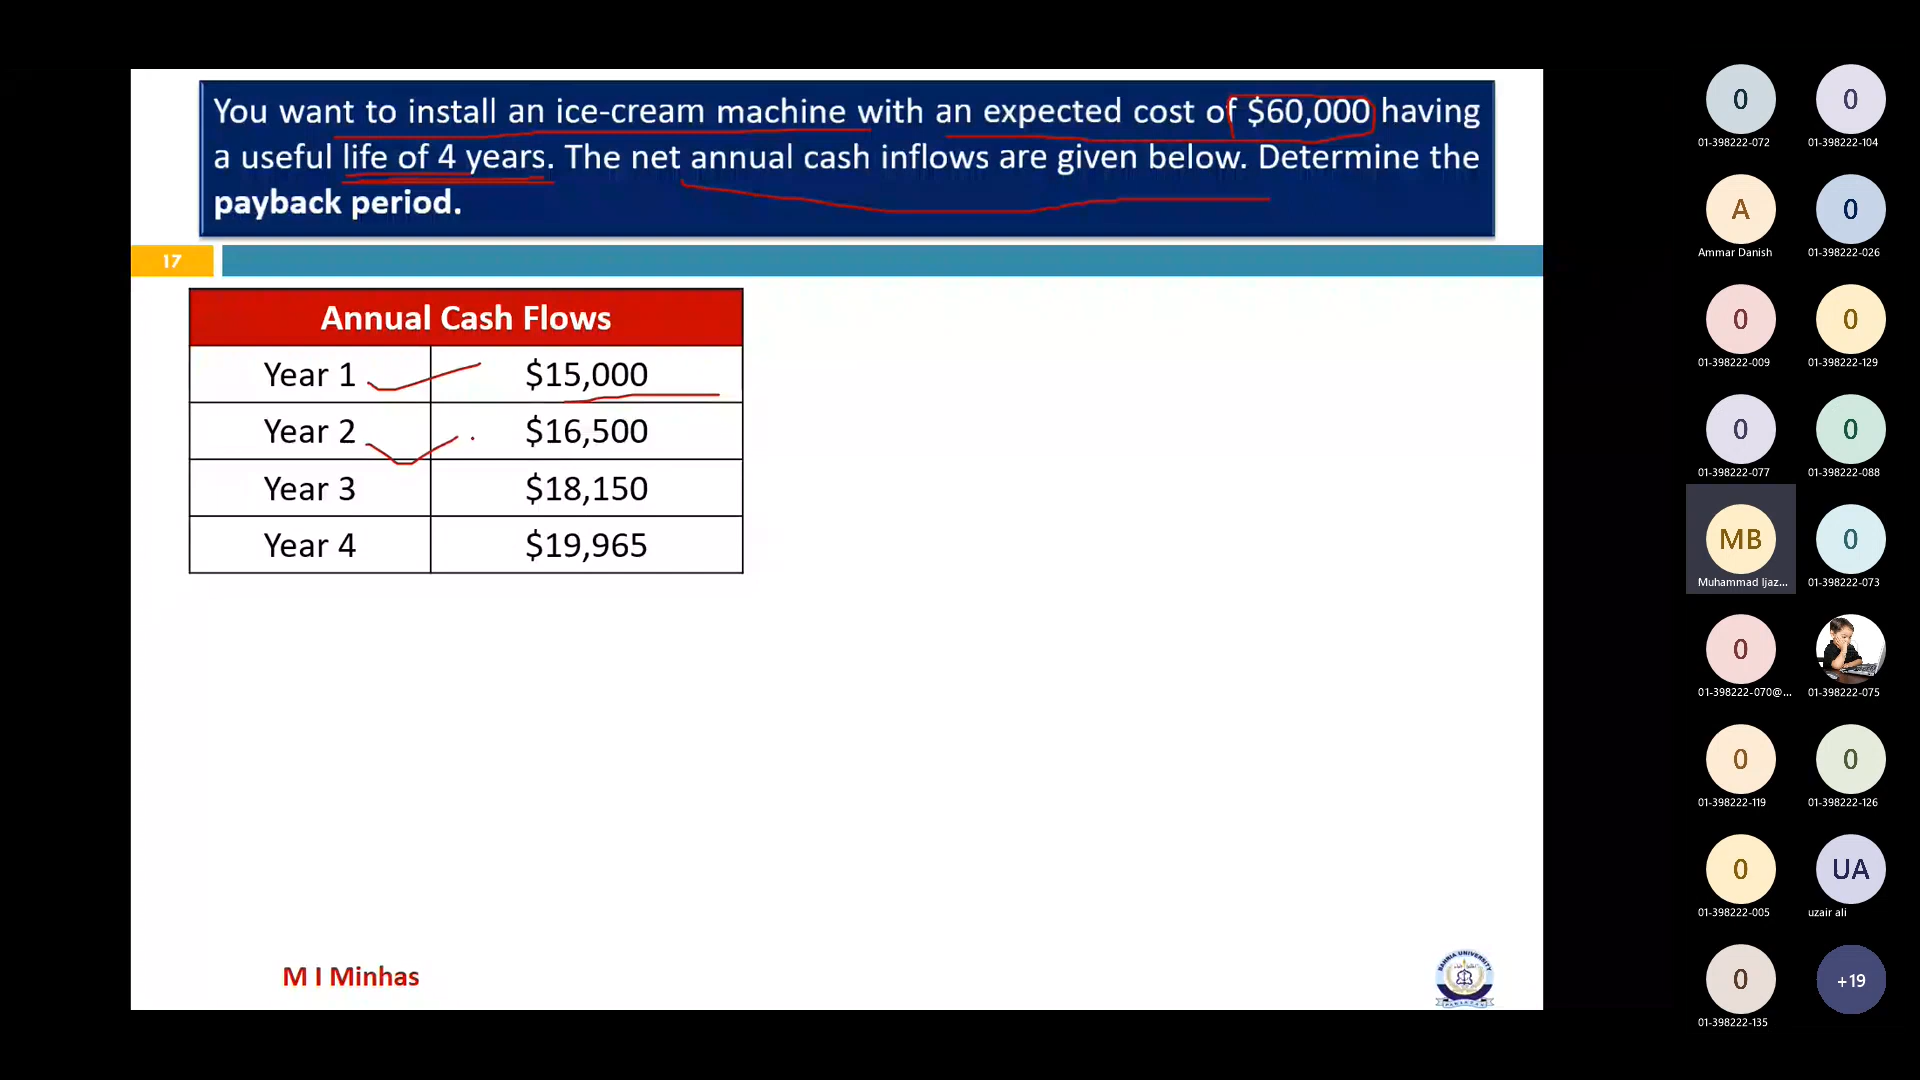 You want to install an ice-cream machine with an expected cost of $60,000 having
a useful life of 4 years. The net annual cash inflows are given below. Determine the
payback period.
17
Annual Cash Flows
Year 1 $15,000
Year 2 $16,500
Year 3 $18,150
Year 4 $19,965
M I Minhas
0 0
01-398222-072 01-398222-104
A 0
Ammar Danish 01-398222-026
0 0
01-398222-009 01-398222-129
0 0
01-398222-077 01-398222-088
MB 0
Muhammad Ijaz... 01-398222-073
0
01-398222-070@... 01-398222-075
0 0
01-398222-119 01-398222-126
0 UA
01-398222-005 uzair ali
0 +19
01-398222-135